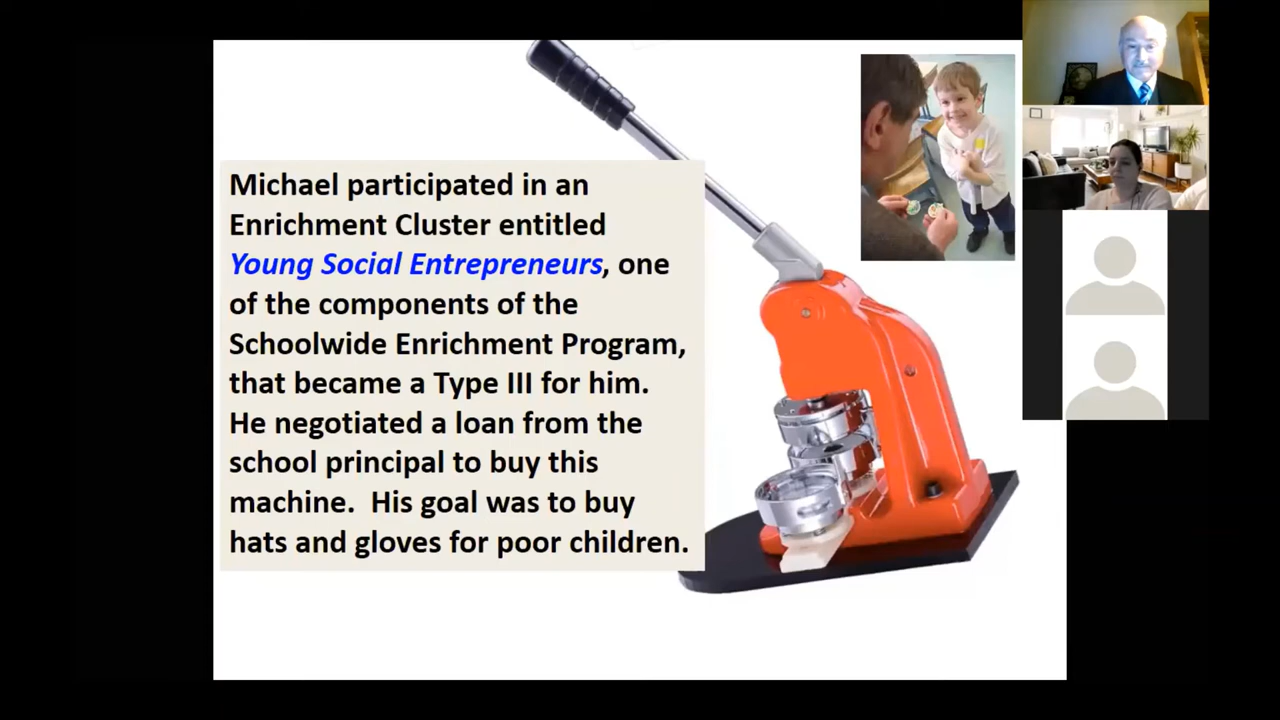 Michael participated in an
Enrichment Cluster entitled
Young Social Entrepreneurs, one
of the components of the
Schoolwide Enrichment Program,
that became a Type III for him.
He negotiated a loan from the
school principal to buy this
machine.  His goal was to buy
hats and gloves for poor children.